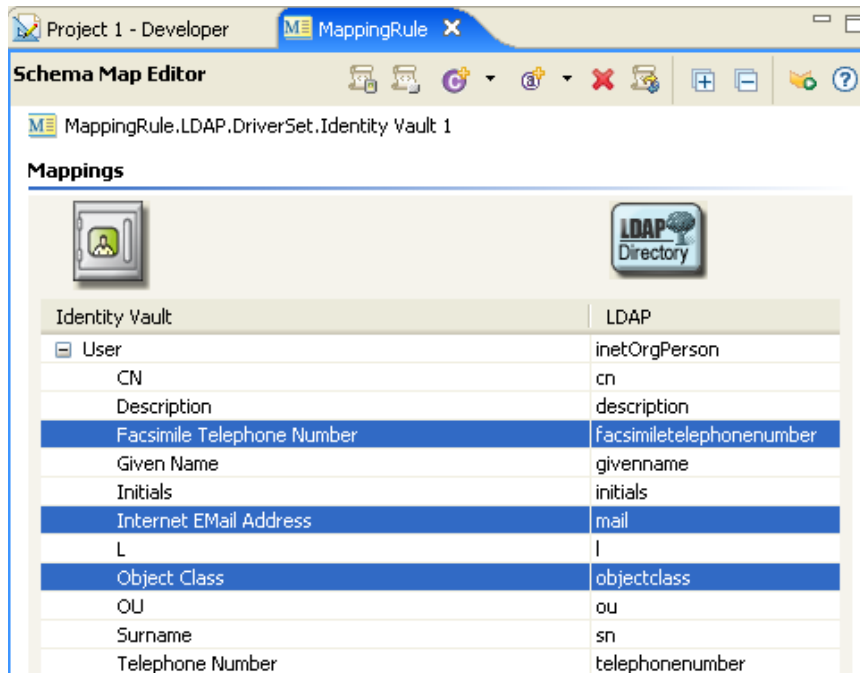 Project 1 - Developer MappingRule
Schema Map Editor
MappingRule.LDAP.DriverSet.Identity Vault 1
Mappings
LDAP
Directory
Identity Vault LDAP
User inetOrgPerson
CN cn
Description description
Facsimile Telephone Number facsimiletelephonenumber
Given Name givenname
Initials initials
Internet EMail Address mail
L l
Object Class objectclass
OU ou
Surname sn
Telephone Number telephonenumber